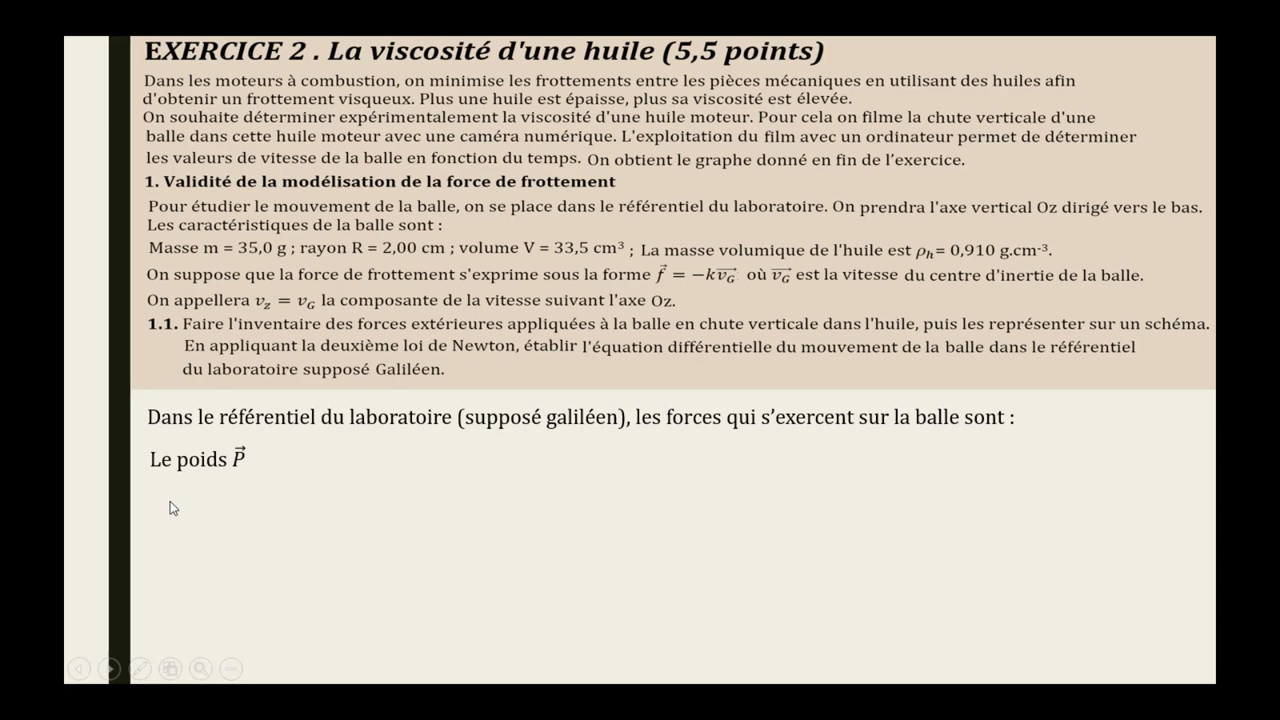 EXERCICE 2 . La viscosité d'une huile (5,5 points)
Dans les moteurs à combustion, on minimise les frottements entre les pièces mécaniques en utilisant des huiles afin
d'obtenir un frottement visqueux. Plus une huile est épaisse, plus sa viscosité est élevée.
On souhaite déterminer expérimentalement la viscosité d'une huile moteur. Pour cela on filme la chute verticale d'une
balle dans cette huile moteur avec une caméra numérique. L'exploitation du film avec un ordinateur permet de déterminer
les valeurs de vitesse de la balle en fonction du temps. On obtient le graphe donné en fin de l'exercice.
1. Validité de la modélisation de la force de frottement
Pour étudier le mouvement de la balle, on se place dans le référentiel du laboratoire. On prendra l'axe vertical Oz dirigé vers le bas.
Les caractéristiques de la balle sont :
Masse m = 35,0 g ; rayon R = 2,00 cm ; volume V = 33,5 cm³ ; La masse volumique de l'huile est ρₕ= 0,910 g.cm⁻³.
On suppose que la force de frottement s'exprime sous la forme f⃗ = −kv_G⃗ où v_G⃗ est la vitesse du centre d'inertie de la balle.
On appellera v_z = v_G la composante de la vitesse suivant l'axe Oz.
1.1. Faire l'inventaire des forces extérieures appliquées à la balle en chute verticale dans l'huile, puis les représenter sur un schéma.
En appliquant la deuxième loi de Newton, établir l'équation différentielle du mouvement de la balle dans le référentiel
du laboratoire supposé Galiléen.
Dans le référentiel du laboratoire (supposé galiléen), les forces qui s’exercent sur la balle sont :
Le poids P⃗